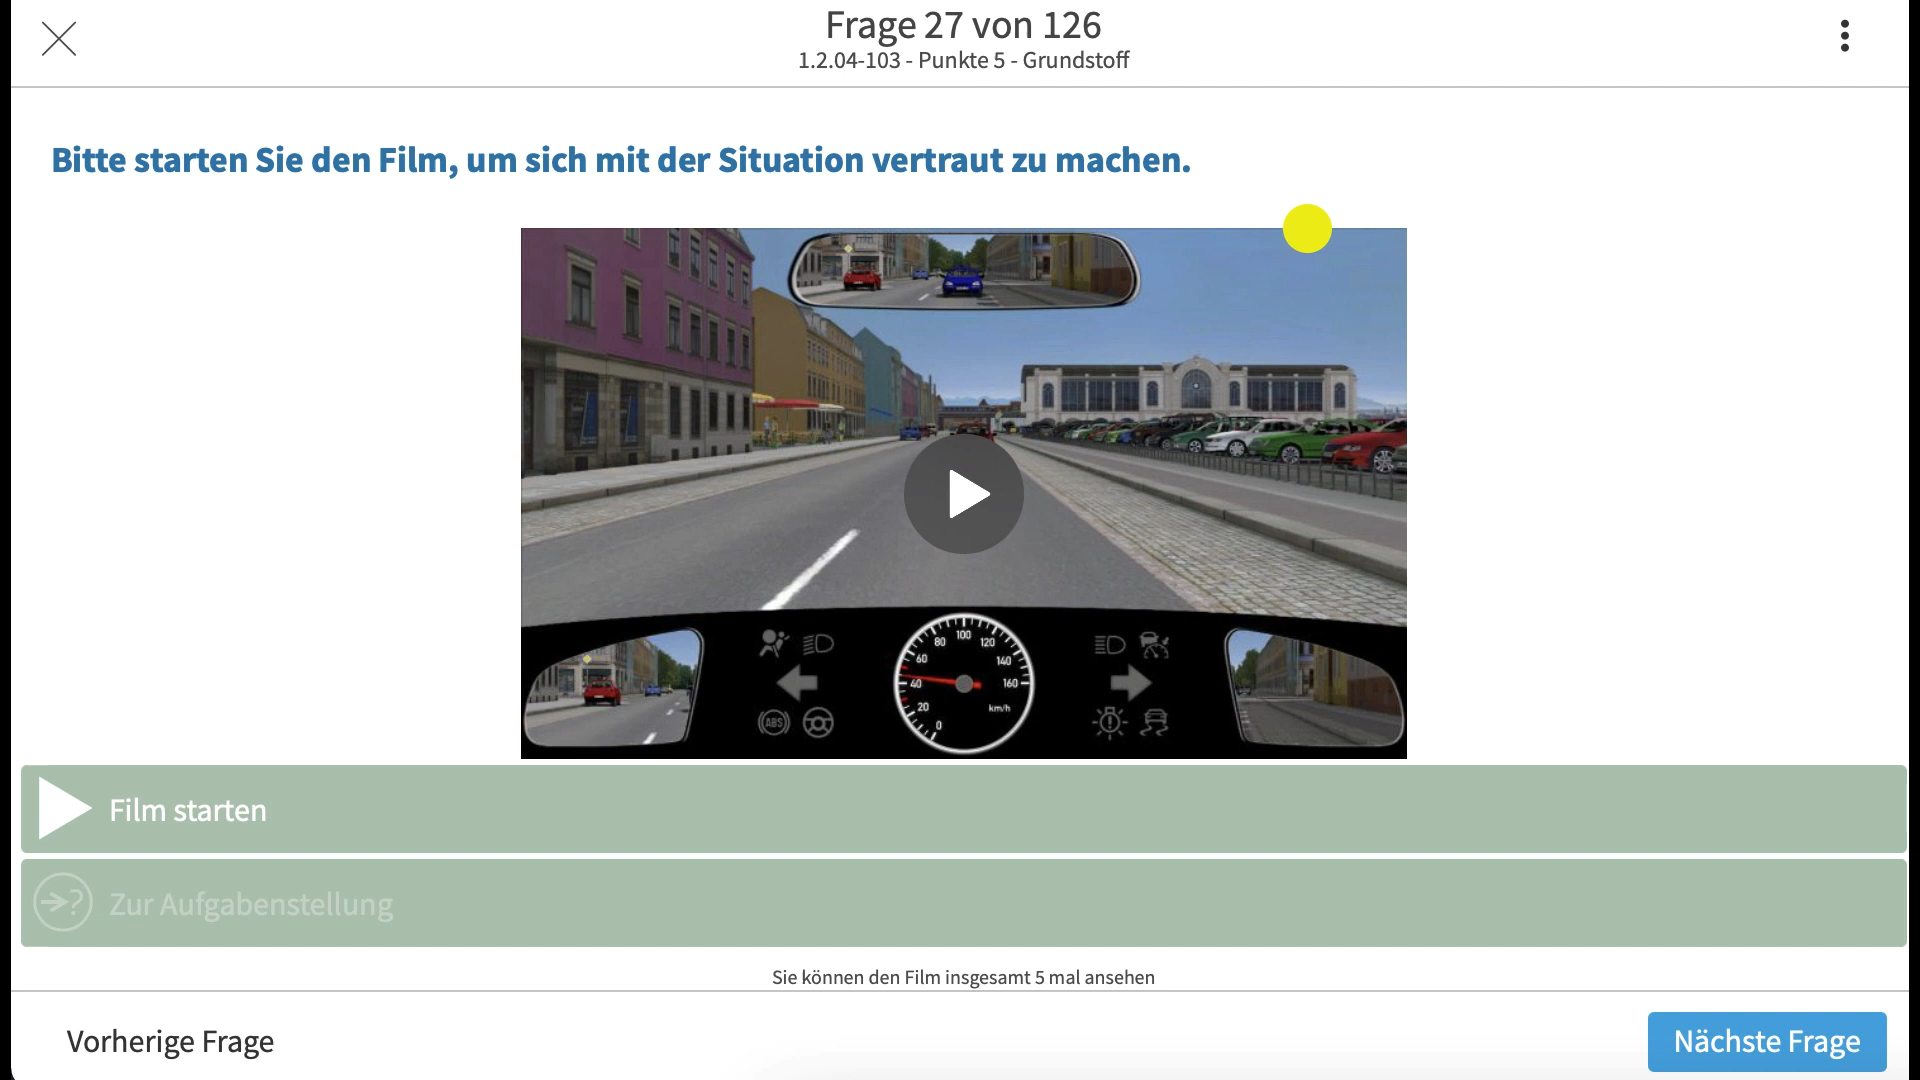 Frage 27 von 126
1.2.04-103 - Punkte 5 - Grundstoff
Bitte starten Sie den Film, um sich mit der Situation vertraut zu machen.
0 20 40 60 80 100 120 140 160
km/h
ABS
Film starten
Zur Aufgabenstellung
Sie können den Film insgesamt 5 mal ansehen
Vorherige Frage
Nächste Frage